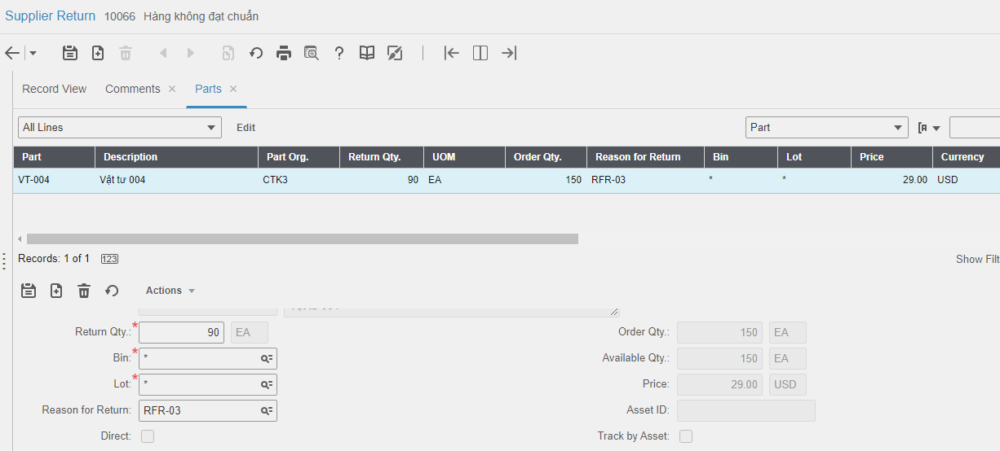 Supplier Return 10066 Hàng không đạt chuẩn
Record View Comments × Parts ×
All Lines Edit Part
Part Description Part Org. Return Qty. UOM Order Qty. Reason for Return Bin Lot Price Currency
VT-004 Vật tư 004 CTK3 90 EA 150 RFR-03 * * 29.00 USD
Records: 1 of 1 123 Show Filt
Actions
Return Qty.: * 90 EA Order Qty.: 150 EA
Bin: * * Available Qty.: 150 EA
Lot: * * Price: 29.00 USD
Reason for Return: RFR-03 Asset ID:
Direct: Track by Asset: